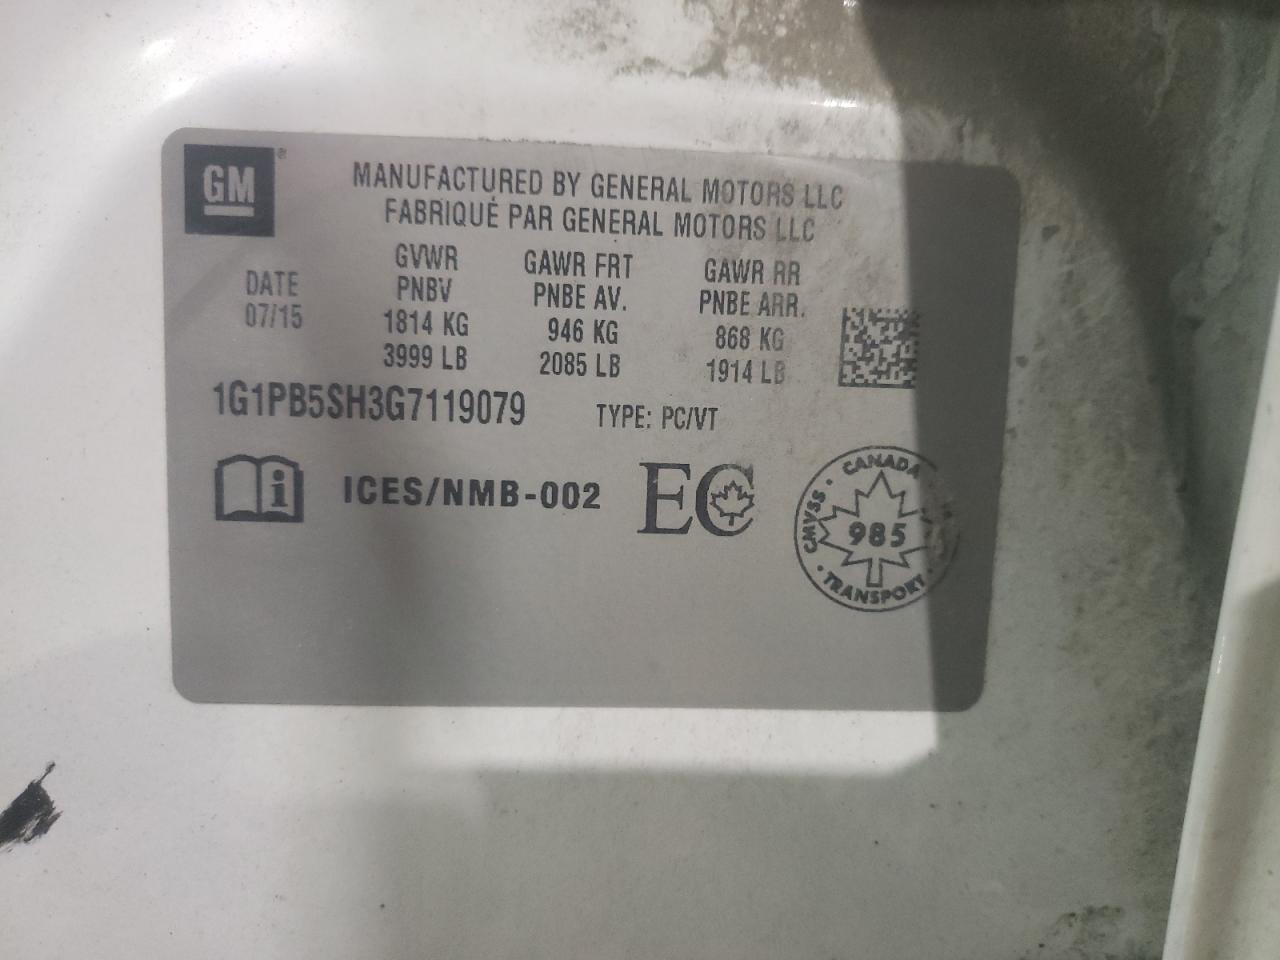 GM
MANUFACTURED BY GENERAL MOTORS LLC
FABRIQUÉ PAR GENERAL MOTORS LLC
DATE
07/15
GVWR
PNBV
1814 KG
3999 LB
GAWR FRT
PNBE AV.
946 KG
2085 LB
GAWR RR
PNBE ARR.
868 KG
1914 LB
1G1PB5SH3G7119079 TYPE: PC/VT
i ICES/NMB-002 EC
CMVSS • CANADA
985
TRANSPORT